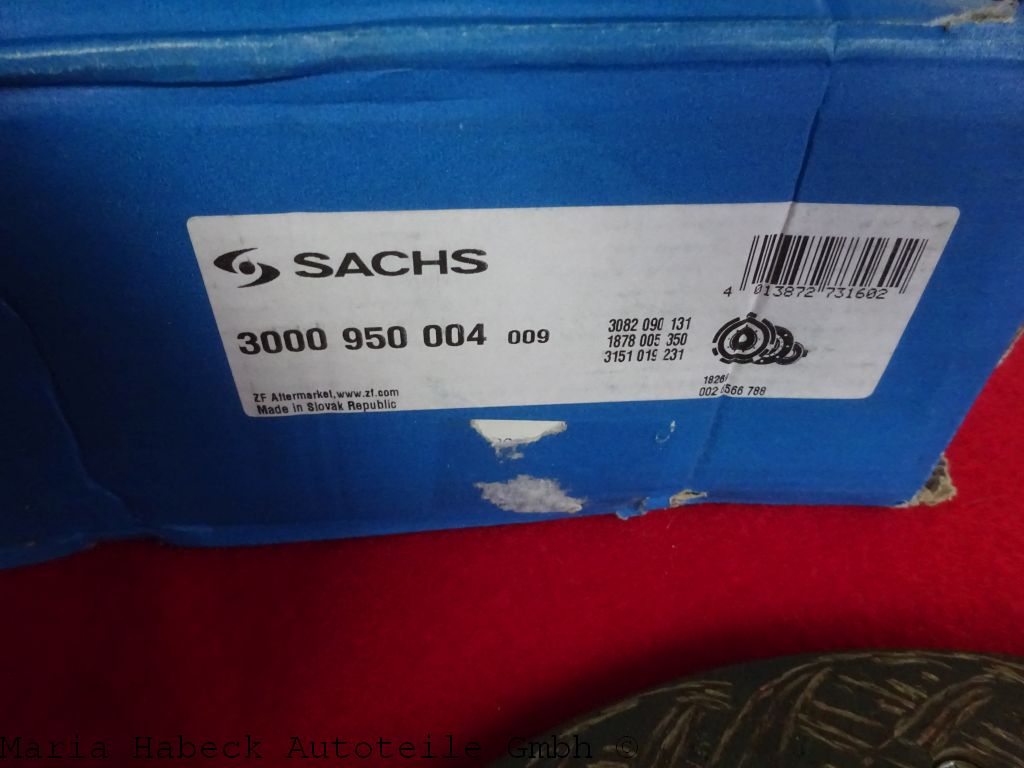 SACHS
4 013872 731602
3000 950 004 009
3082 090 131
1878 005 350
3151 019 231
1826/
ZF Aftermarket,www.zf.com
Made in Slovak Republic
Maria Habeck Autoteile Gmbh ©